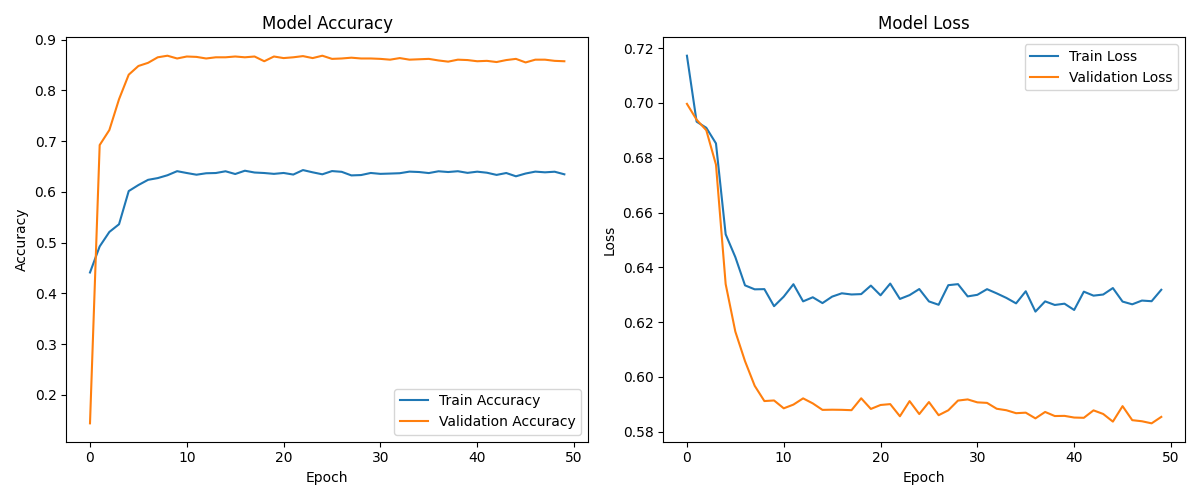 Model Accuracy
Accuracy
0.9
0.8
0.7
0.6
0.5
0.4
0.3
0.2
0 10 20 30 40 50
Epoch
Train Accuracy
Validation Accuracy
Model Loss
Loss
0.72
0.70
0.68
0.66
0.64
0.62
0.60
0.58
0 10 20 30 40 50
Epoch
Train Loss
Validation Loss